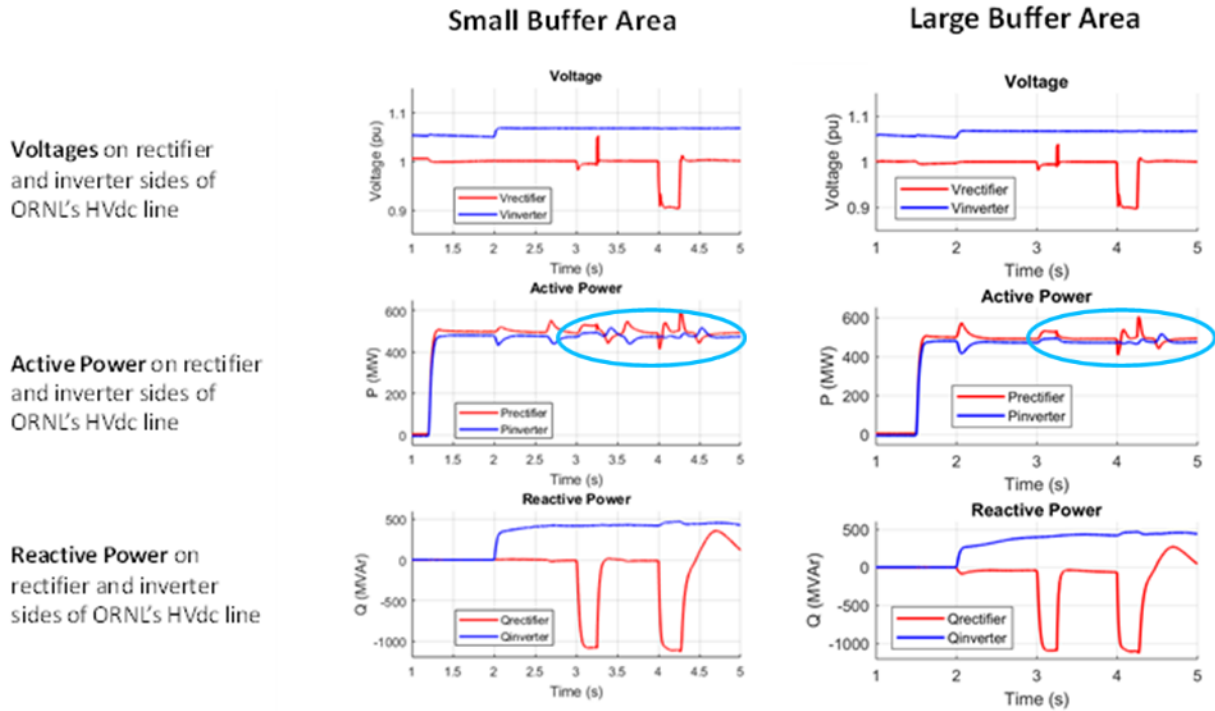 Small Buffer Area
Large Buffer Area
Voltages on rectifier
and inverter sides of
ORNL's HVdc line
Voltage
1.1
1
0.9
Voltage (pu)
Vrectifier
Vinverter
1 1.5 2 2.5 3 3.5 4 4.5 5
Time (s)
Voltage
1.1
1
0.9
Voltage (pu)
Vrectifier
Vinverter
1 2 3 4 5
Time (s)
Active Power on rectifier
and inverter sides of
ORNL's HVdc line
Active Power
600
400
200
0
P (MW)
Prectifier
Pinverter
1 1.5 2 2.5 3 3.5 4 4.5 5
Time (s)
Active Power
600
400
200
0
P (MW)
Prectifier
Pinverter
1 2 3 4 5
Time (s)
Reactive Power on
rectifier and inverter
sides of ORNL's HVdc line
Reactive Power
500
0
-500
-1000
Q (MVAr)
Qrectifier
Qinverter
1 1.5 2 2.5 3 3.5 4 4.5 5
Time (s)
Reactive Power
500
0
-500
-1000
Q (MVAr)
Qrectifier
Qinverter
1 2 3 4 5
Time (s)